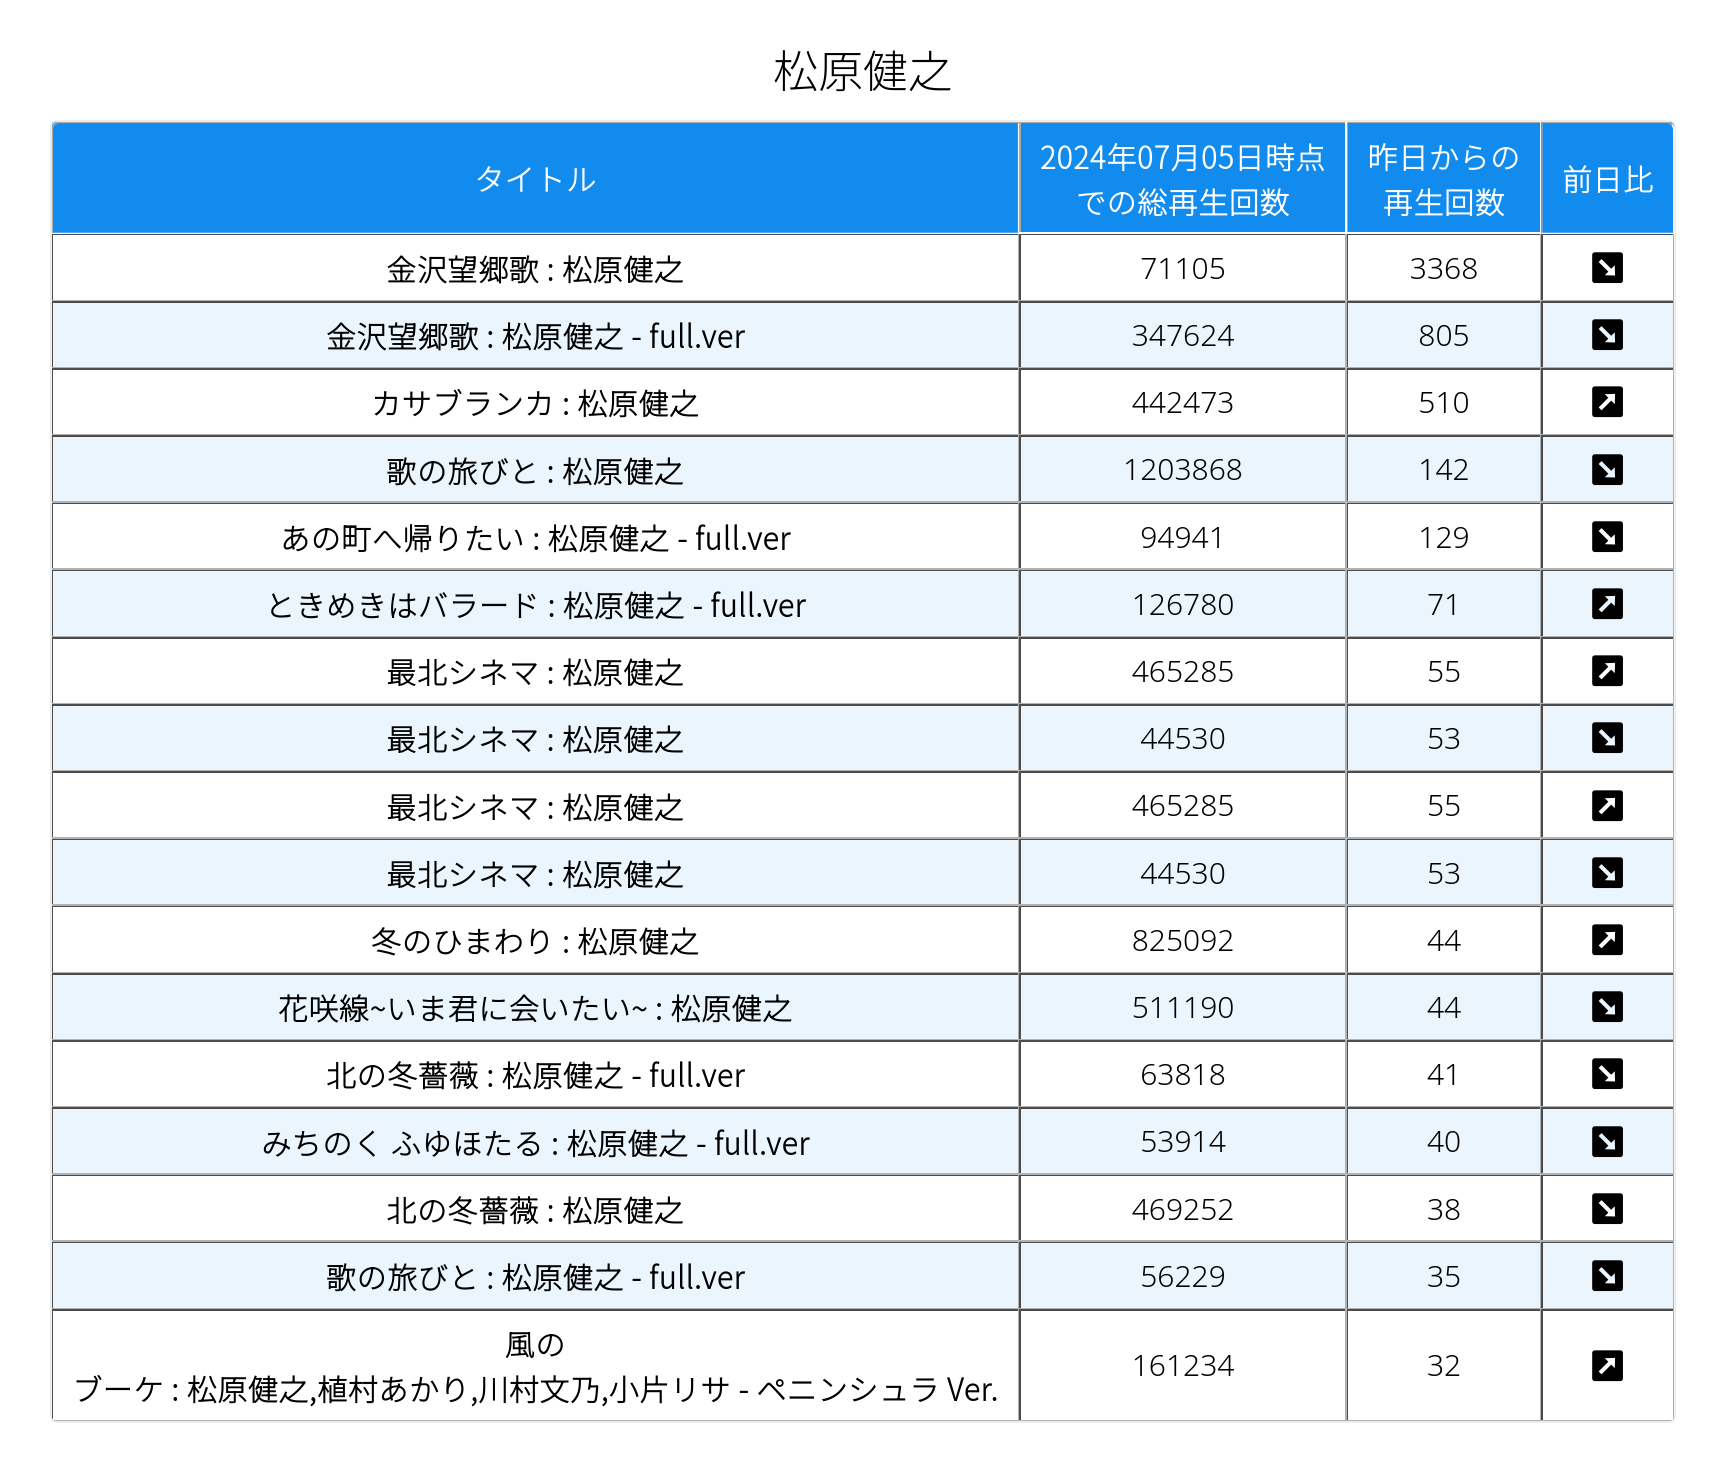 松原健之
タイトル
2024年07月05日時点
での総再生回数
昨日からの
再生回数
前日比
金沢望郷歌 : 松原健之 71105 3368
金沢望郷歌 : 松原健之 - full.ver 347624 805
カサブランカ : 松原健之 442473 510
歌の旅びと : 松原健之 1203868 142
あの町へ帰りたい : 松原健之 - full.ver 94941 129
ときめきはバラード : 松原健之 - full.ver 126780 71
最北シネマ : 松原健之 465285 55
最北シネマ : 松原健之 44530 53
最北シネマ : 松原健之 465285 55
最北シネマ : 松原健之 44530 53
冬のひまわり : 松原健之 825092 44
花咲線~いま君に会いたい~ : 松原健之 511190 44
北の冬薔薇 : 松原健之 - full.ver 63818 41
みちのく ふゆほたる : 松原健之 - full.ver 53914 40
北の冬薔薇 : 松原健之 469252 38
歌の旅びと : 松原健之 - full.ver 56229 35
風の
ブーケ : 松原健之,植村あかり,川村文乃,小片リサ - ペニンシュラ Ver. 161234 32